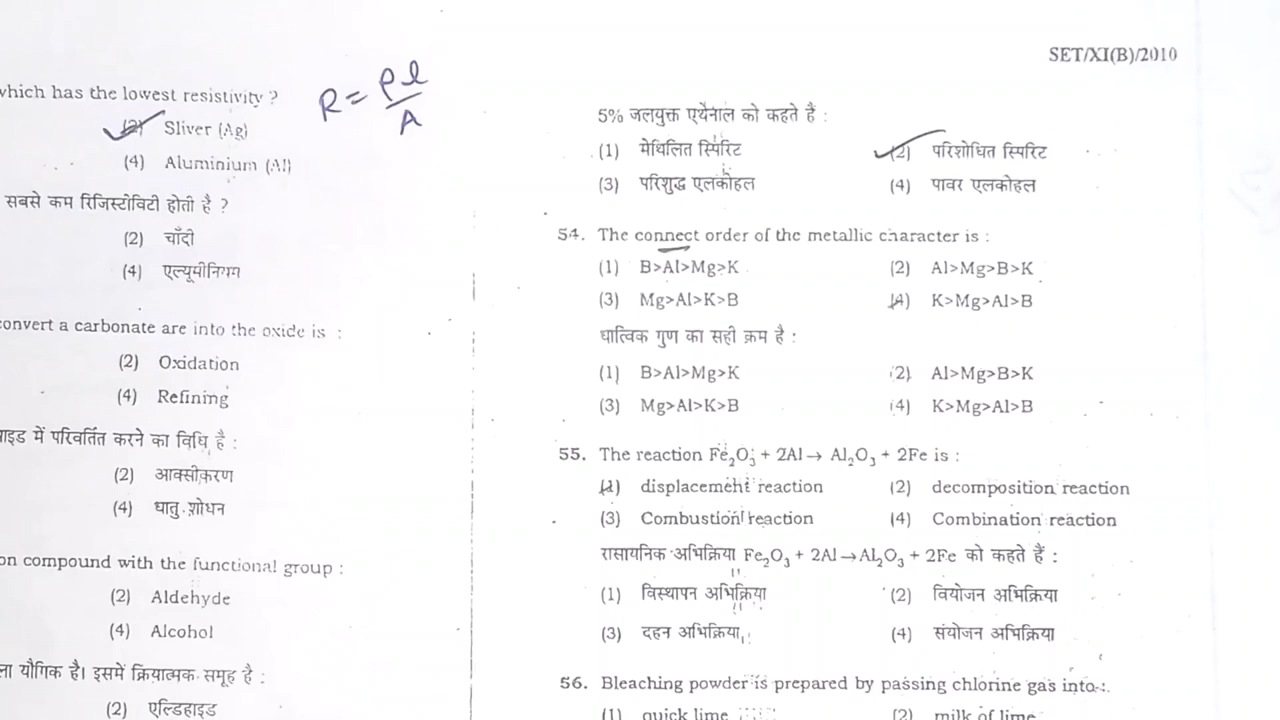 SET/XI(B)/2010
which has the lowest resistivity ?
R = ρl/A
(2) Sliver (Ag)
(4) Aluminium (Al)
सबसे कम रिजिस्टीविटी होती है ?
(2) चाँदी
(4) एल्यूमीनियम
convert a carbonate are into the oxide is :
(2) Oxidation
(4) Refining
में परिवर्तित करने का विधि है :
(2) आक्सीकरण
(4) धातु शोधन
compound with the functional group :
(2) Aldehyde
(4) Alcohol
यौगिक है। इसमें क्रियात्मक समूह है :
(2) एल्डिहाइड
5% जलयुक्त एथेनाल को कहते है :
(1) मेथिलित स्पिरिट (2) परिशोधित स्पिरिट
(3) परिशुद्ध एलकोहल (4) पावर एलकोहल
54. The connect order of the metallic character is :
(1) B>Al>Mg>K (2) Al>Mg>B>K
(3) Mg>Al>K>B (4) K>Mg>Al>B
धात्विक गुण का सही क्रम है :
(1) B>Al>Mg>K (2) Al>Mg>B>K
(3) Mg>Al>K>B (4) K>Mg>Al>B
55. The reaction Fe₂O₃ + 2Al → Al₂O₃ + 2Fe is :
(1) displacement reaction (2) decomposition reaction
(3) Combustion reaction (4) Combination reaction
रासायनिक अभिक्रिया Fe₂O₃ + 2Al → Al₂O₃ + 2Fe को कहते हैं :
(1) विस्थापन अभिक्रिया (2) वियोजन अभिक्रिया
(3) दहन अभिक्रिया (4) संयोजन अभिक्रिया
56. Bleaching powder is prepared by passing chlorine gas into :
(1) quick lime (2) milk of lime